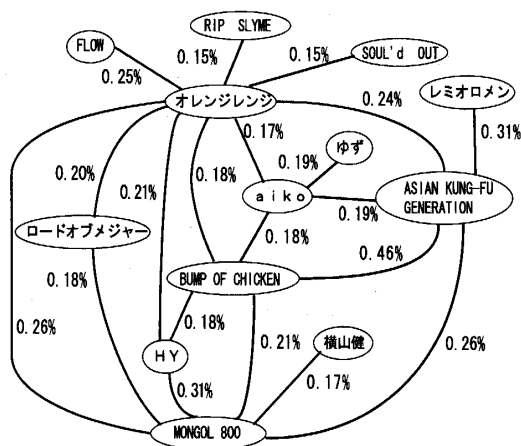 RIP SLYME
FLOW
SOUL'd OUT
0.15%
0.15%
0.25%
レミオロメン
オレンジレンジ
0.24%
0.17%
0.31%
ゆず
0.19%
0.20%
0.18%
0.21%
aiko
ASIAN KUNG-FU
GENERATION
0.19%
ロードオブメジャー
0.18%
0.46%
0.18%
BUMP OF CHICKEN
0.26%
0.18%
0.21%
横山健
0.26%
HY
0.31%
0.17%
MONGOL 800